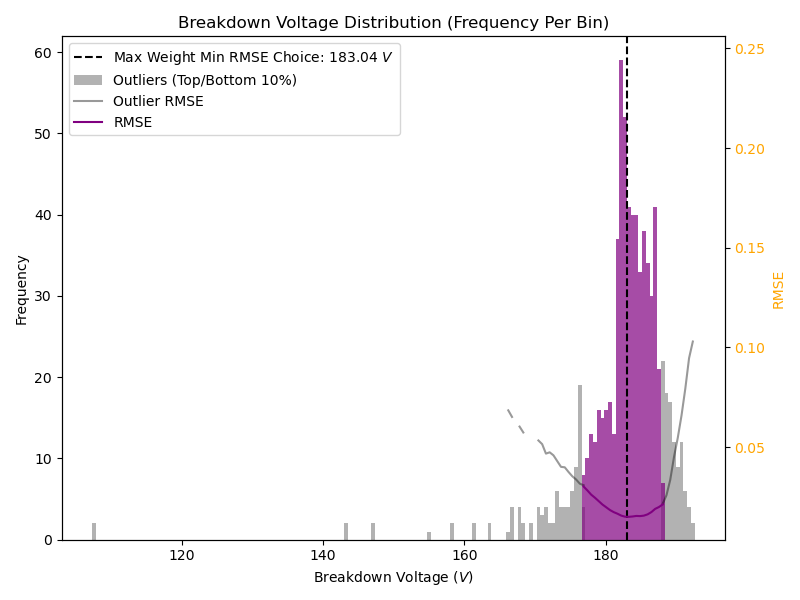 Breakdown Voltage Distribution (Frequency Per Bin)
Max Weight Min RMSE Choice: 183.04 V
Outliers (Top/Bottom 10%)
Outlier RMSE
RMSE
60
50
40
30
20
10
0
Frequency
0.25
0.20
0.15
0.10
0.05
RMSE
120
140
160
180
Breakdown Voltage (V)